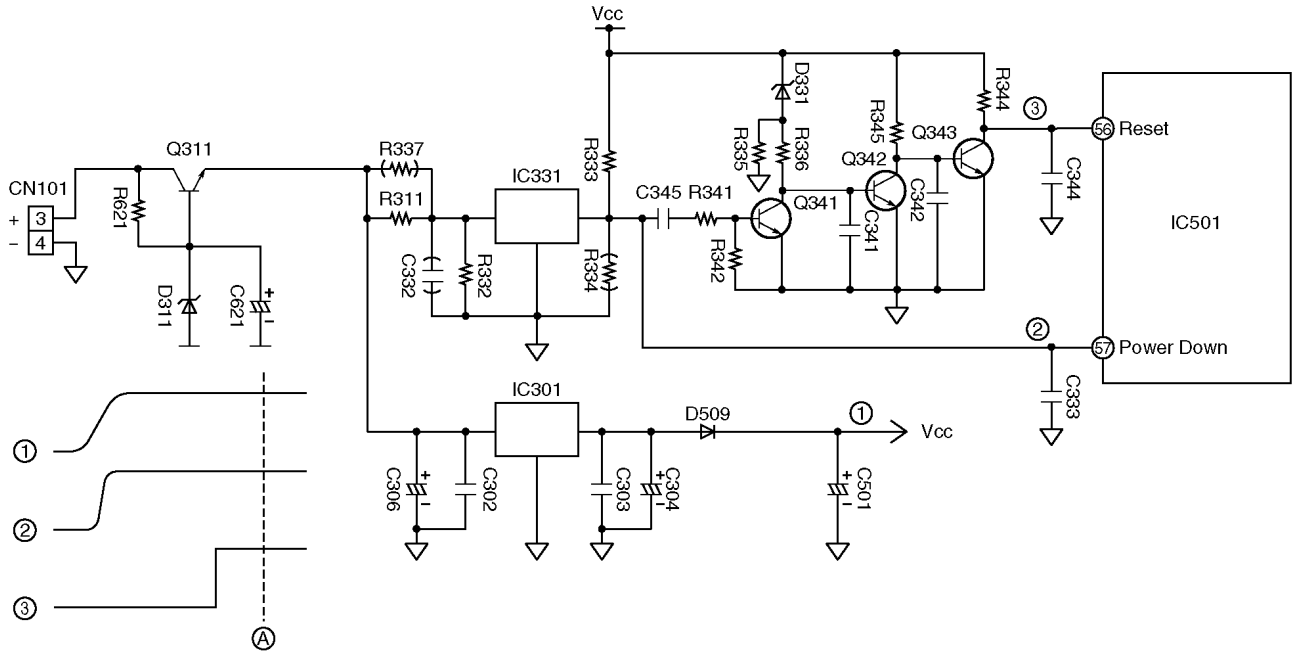 Vcc
D331
R344
③
56 Reset
R335
R336
R345
Q343
Q311
R337
R333
Q342
CN101
R621
R311
IC331
C345 R341
Q341
C342
C344
+ 3
- 4
IC501
C332
R332
R334
R342
C341
D311
C621
+
-
②
57 Power Down
C333
IC301
D509
①
Vcc
①
C306
+
-
C302
C303
+
-
C304
+
-
C501
②
③
A